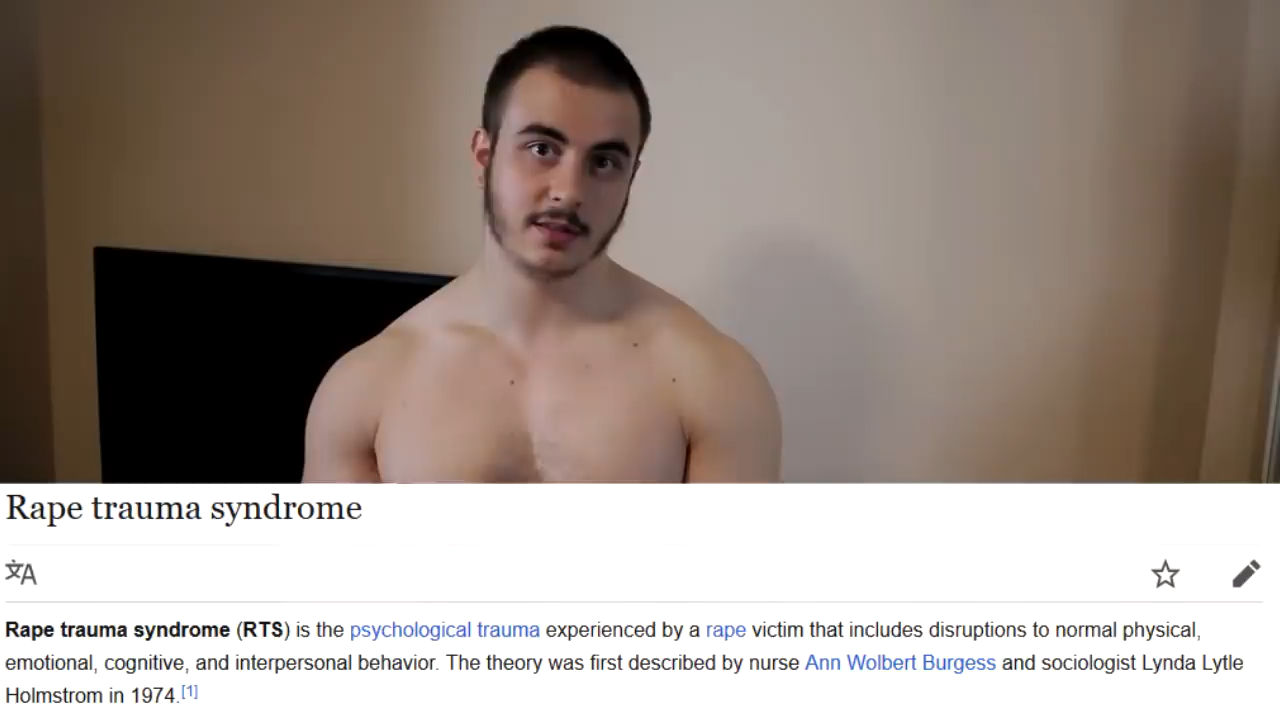 Rape trauma syndrome
Rape trauma syndrome (RTS) is the psychological trauma experienced by a rape victim that includes disruptions to normal physical,
emotional, cognitive, and interpersonal behavior. The theory was first described by nurse Ann Wolbert Burgess and sociologist Lynda Lytle
Holmstrom in 1974.[1]